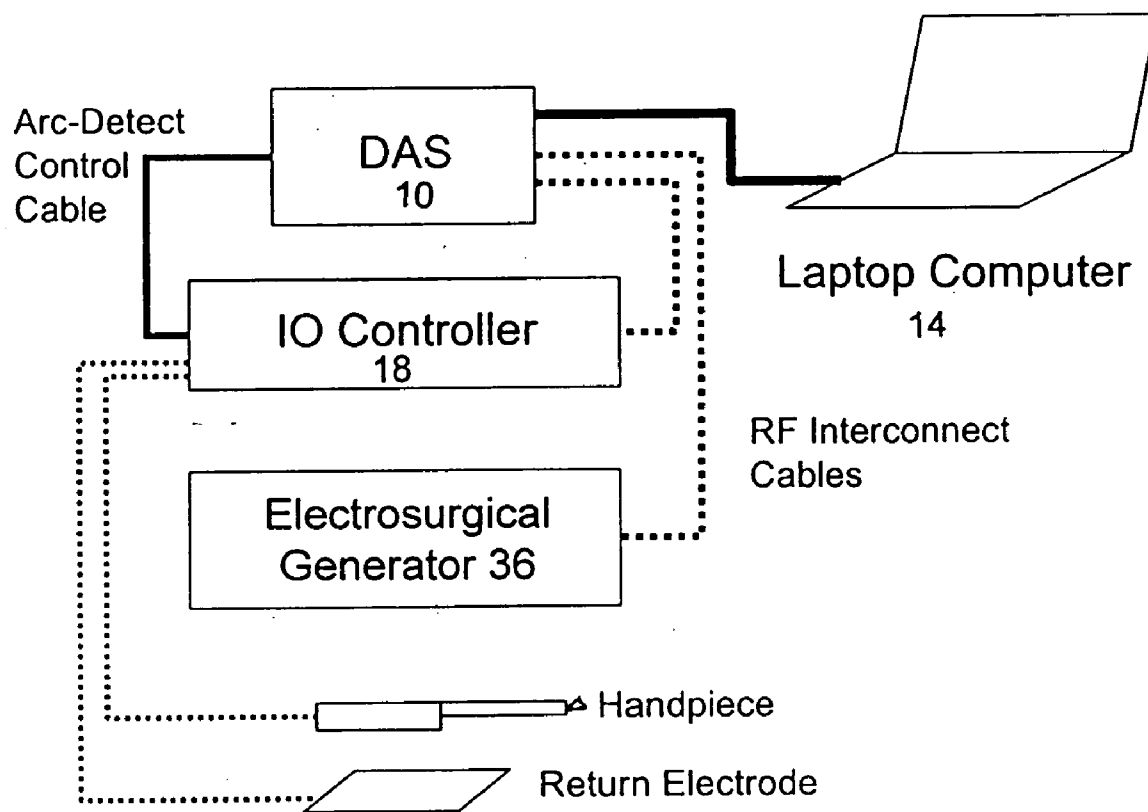 Arc-Detect
Control
Cable
DAS
10
Laptop Computer
14
IO Controller
18
RF Interconnect
Cables
Electrosurgical
Generator 36
Handpiece
Return Electrode